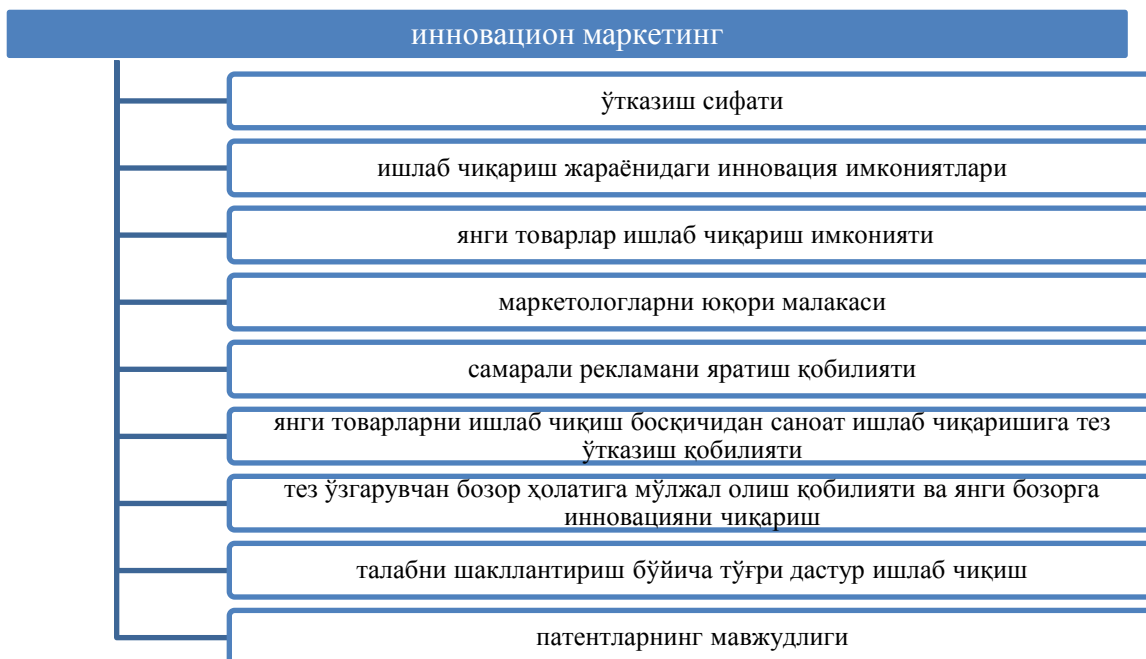 инновацион маркетинг
ўтказиш сифати
ишлаб чиқариш жараёнидаги инновация имкониятлари
янги товарлар ишлаб чиқариш имконияти
маркетологларни юқори малакаси
самарали рекламани яратиш қобилияти
янги товарларни ишлаб чиқиш босқичидан саноат ишлаб чиқаришига тез
ўтказиш қобилияти
тез ўзгарувчан бозор ҳолатига мўлжал олиш қобилияти ва янги бозорга
инновацияни чиқариш
талабни шакллантириш бўйича тўғри дастур ишлаб чиқиш
патентларнинг мавжудлиги